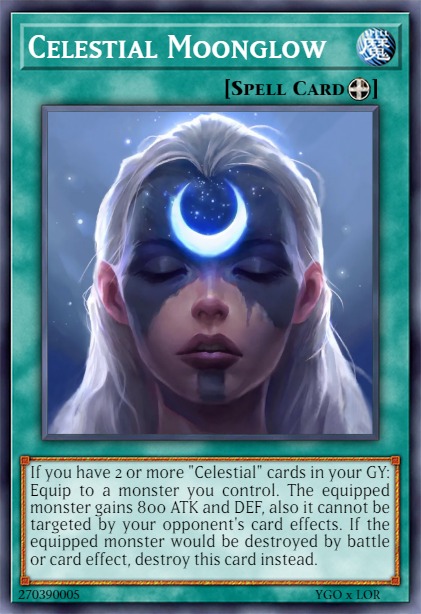 Celestial Moonglow
魔
[Spell Card]
If you have 2 or more "Celestial" cards in your GY:
Equip to a monster you control. The equipped
monster gains 800 ATK and DEF, also it cannot be
targeted by your opponent's card effects. If the
equipped monster would be destroyed by battle
or card effect, destroy this card instead.
270390005 YGO x LOR